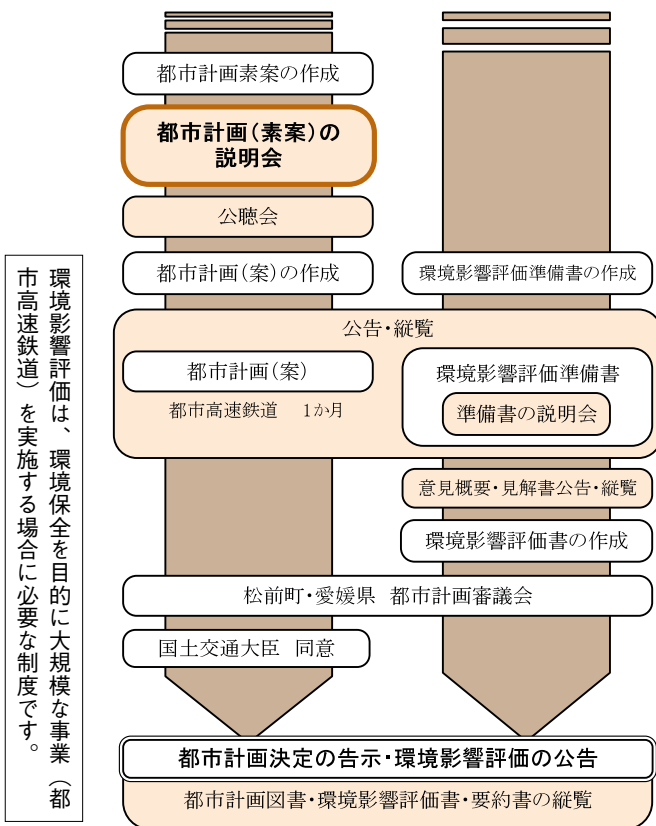 都市計画素案の作成
都市計画(素案)の
説明会
公聴会
都市計画(案)の作成
環境影響評価準備書の作成
公告・縦覧
都市計画(案)
都市高速鉄道 1か月
環境影響評価準備書
準備書の説明会
意見概要・見解書公告・縦覧
環境影響評価書の作成
松前町・愛媛県 都市計画審議会
国土交通大臣 同意
都市計画決定の告示・環境影響評価の公告
都市計画図書・環境影響評価書・要約書の縦覧
環境影響評価は、環境保全を目的に大規模な事業(都
市高速鉄道)を実施する場合に必要な制度です。